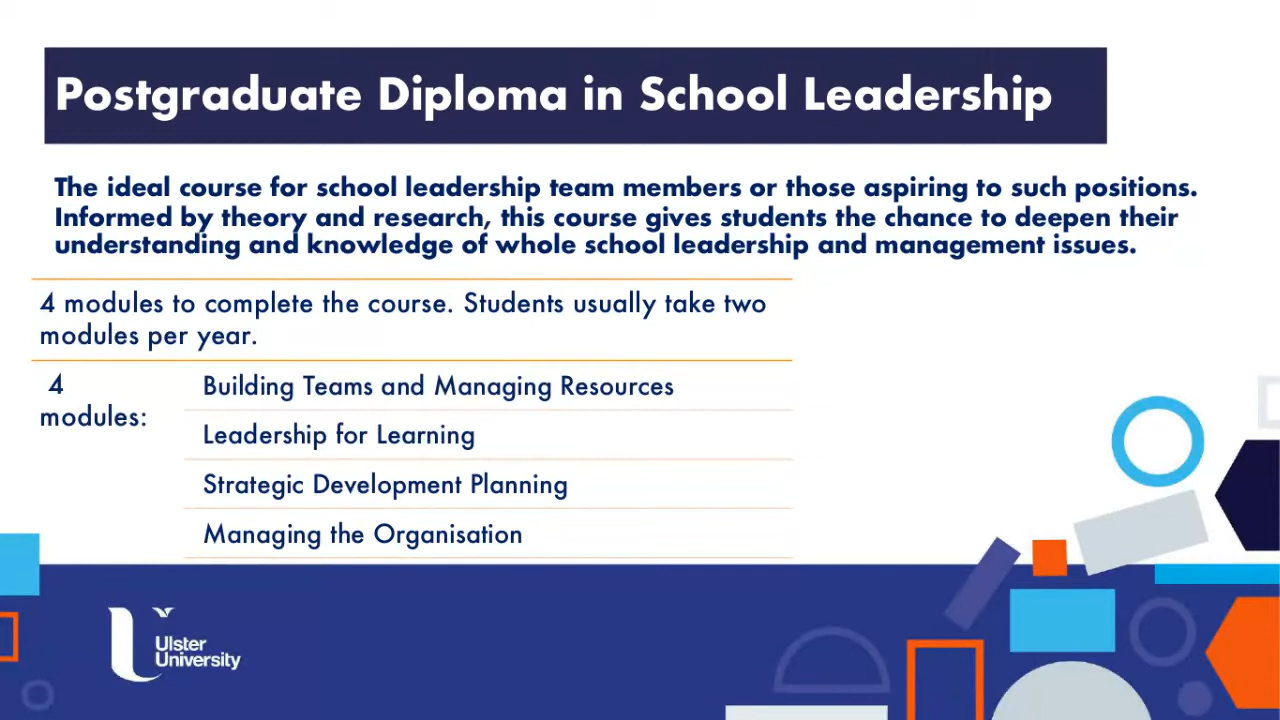 Postgraduate Diploma in School Leadership
The ideal course for school leadership team members or those aspiring to such positions.
Informed by theory and research, this course gives students the chance to deepen their
understanding and knowledge of whole school leadership and management issues.
4 modules to complete the course. Students usually take two
modules per year.
4
modules:
Building Teams and Managing Resources
Leadership for Learning
Strategic Development Planning
Managing the Organisation
Ulster
University